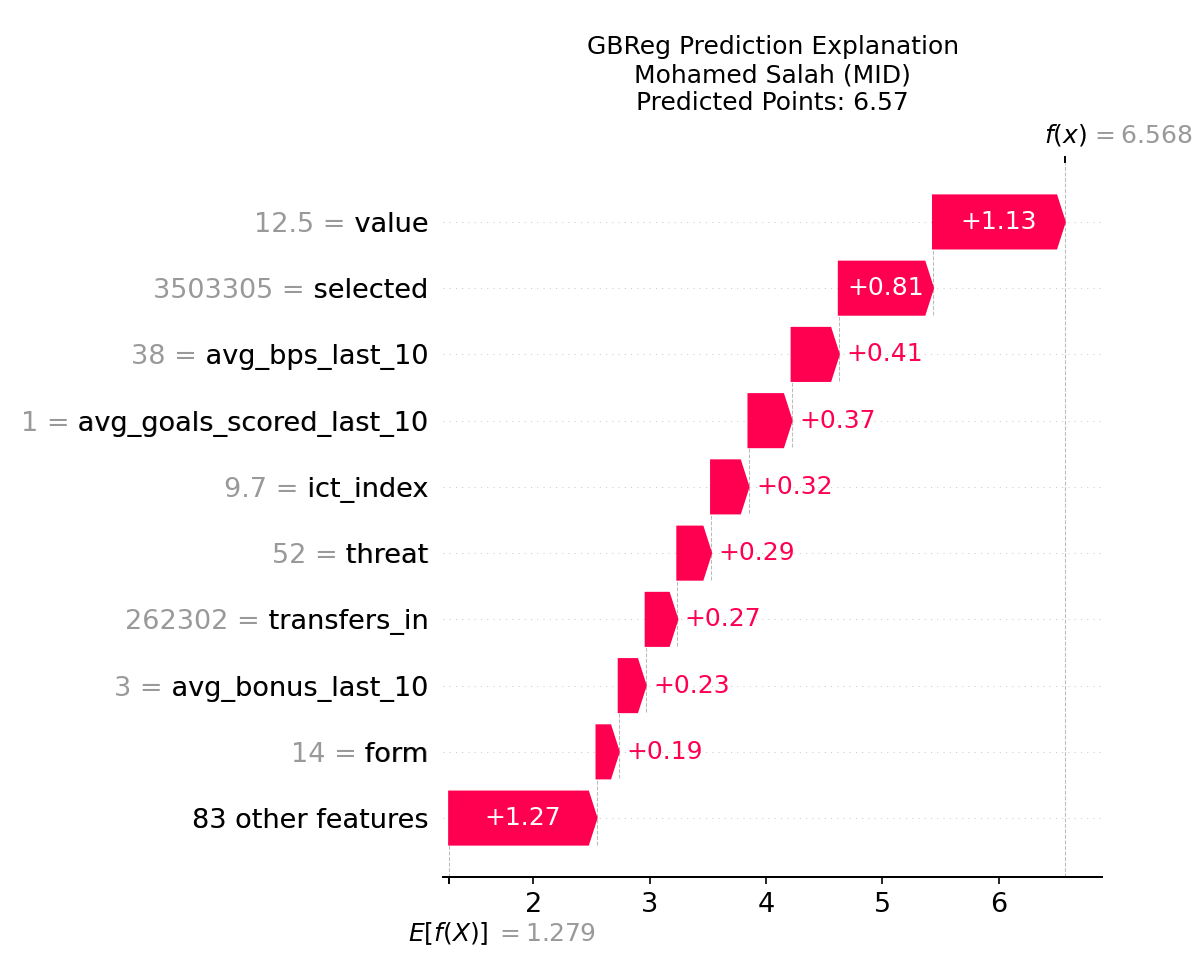 GBReg Prediction Explanation
Mohamed Salah (MID)
Predicted Points: 6.57
f(x) = 6.568
12.5 = value
+1.13
3503305 = selected
+0.81
38 = avg_bps_last_10
+0.41
1 = avg_goals_scored_last_10
+0.37
9.7 = ict_index
+0.32
52 = threat
+0.29
262302 = transfers_in
+0.27
3 = avg_bonus_last_10
+0.23
14 = form
+0.19
83 other features
+1.27
2 3 4 5 6
E[f(X)] = 1.279